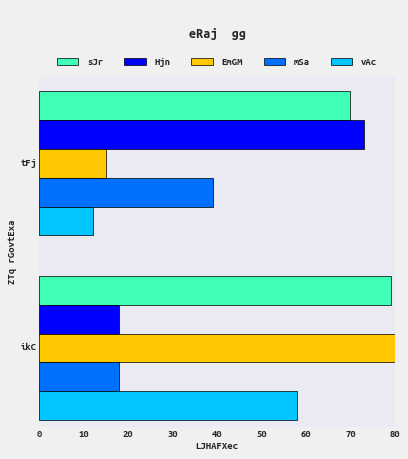 eRaj  gg
sJr Hjn EmGM mSa vAc
tFj
ikC
ZTq rGovtExa
0 10 20 30 40 50 60 70 80
LJHAFXec